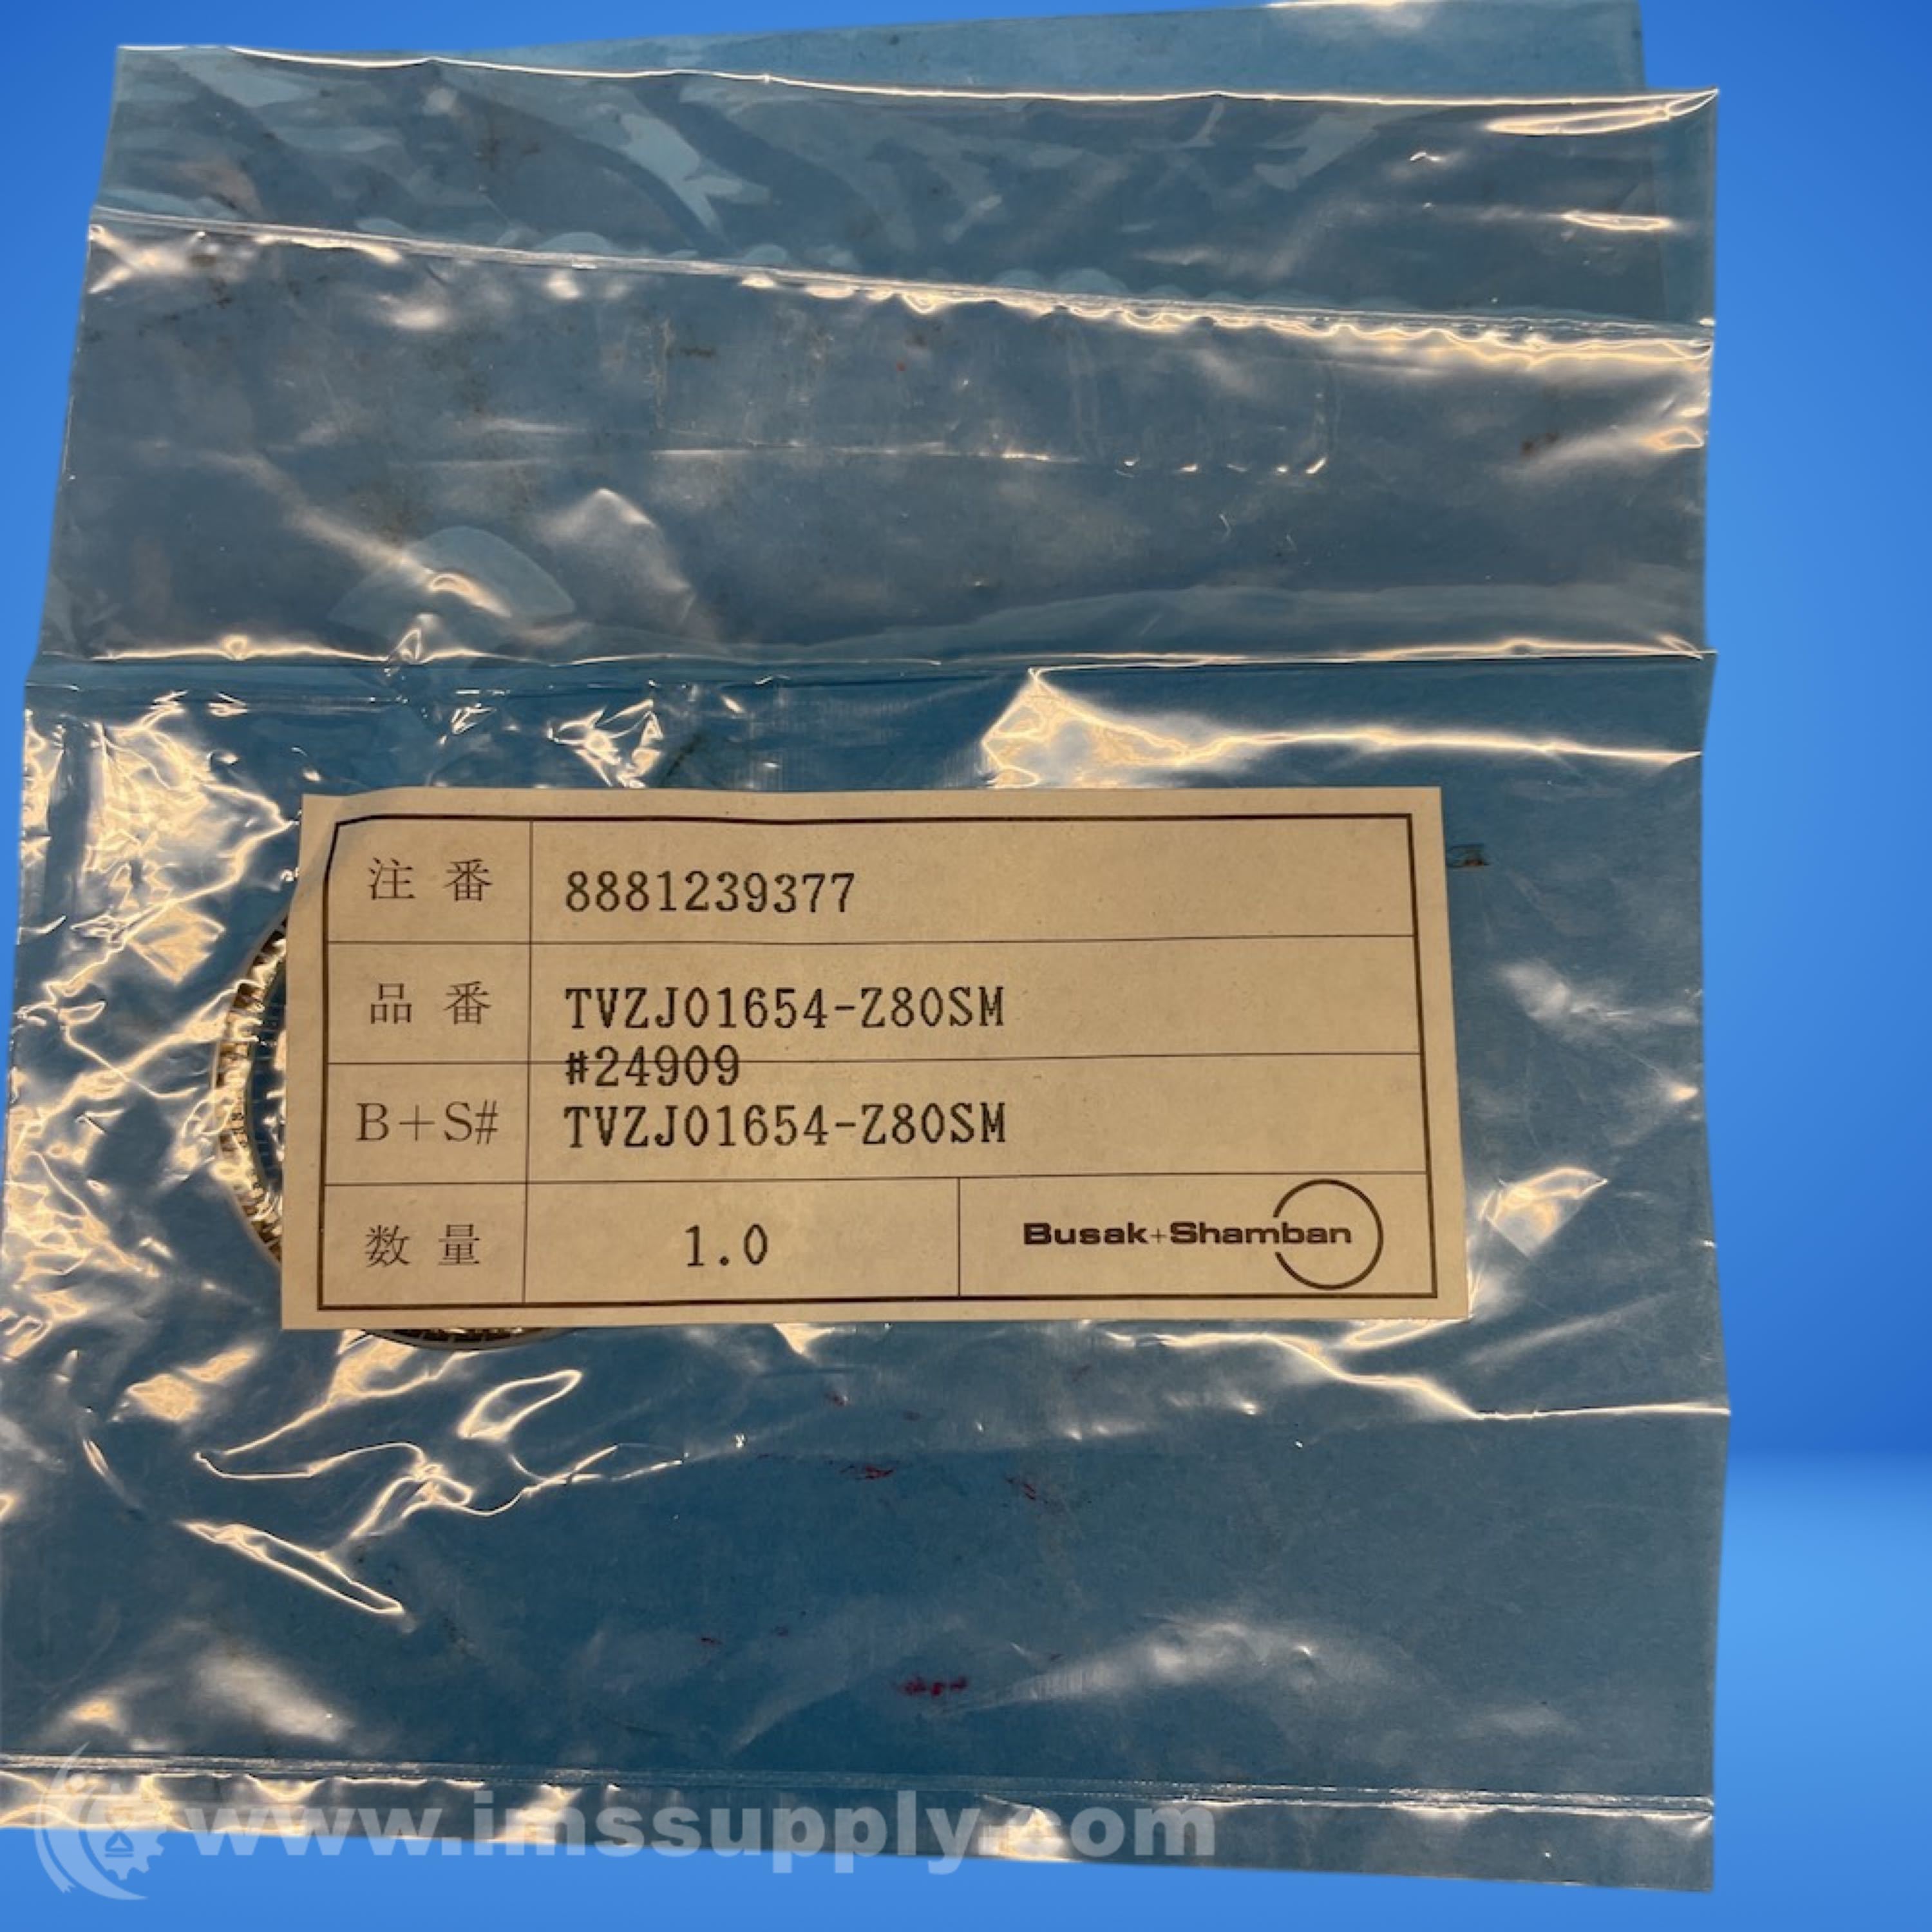 注番 8881239377
品番 TVZJ01654-Z80SM
#24909
B+S# TVZJ01654-Z80SM
数量 1.0 Busak+Shamban
www.imssupply.com